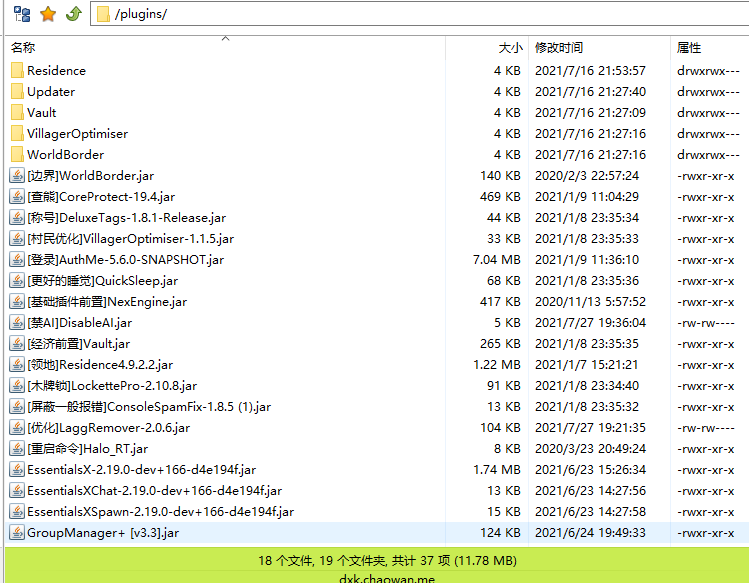 /plugins/
名称 大小 修改时间 属性
Residence 4 KB 2021/7/16 21:53:57 drwxrwx---
Updater 4 KB 2021/7/16 21:27:40 drwxrwx---
Vault 4 KB 2021/7/16 21:27:09 drwxrwx---
VillagerOptimiser 4 KB 2021/7/16 21:27:16 drwxrwx---
WorldBorder 4 KB 2021/7/16 21:27:16 drwxrwx---
[边界]WorldBorder.jar 140 KB 2020/2/3 22:57:24 -rwxr-xr-x
[查熊]CoreProtect-19.4.jar 469 KB 2021/1/9 11:04:29 -rwxr-xr-x
[称号]DeluxeTags-1.8.1-Release.jar 44 KB 2021/1/8 23:35:34 -rwxr-xr-x
[村民优化]VillagerOptimiser-1.1.5.jar 33 KB 2021/1/8 23:35:33 -rwxr-xr-x
[登录]AuthMe-5.6.0-SNAPSHOT.jar 7.04 MB 2021/1/9 11:36:10 -rwxr-xr-x
[更好的睡觉]QuickSleep.jar 68 KB 2021/1/8 23:35:36 -rwxr-xr-x
[基础插件前置]NexEngine.jar 417 KB 2020/11/13 5:57:52 -rwxr-xr-x
[禁AI]DisableAI.jar 5 KB 2021/7/27 19:36:04 -rw-rw----
[经济前置]Vault.jar 265 KB 2021/1/8 23:35:35 -rwxr-xr-x
[领地]Residence4.9.2.2.jar 1.22 MB 2021/1/7 15:21:21 -rwxr-xr-x
[木牌锁]LockettePro-2.10.8.jar 91 KB 2021/1/8 23:34:40 -rwxr-xr-x
[屏蔽一般报错]ConsoleSpamFix-1.8.5 (1).jar 13 KB 2021/1/8 23:35:32 -rwxr-xr-x
[优化]LaggRemover-2.0.6.jar 104 KB 2021/7/27 19:21:35 -rw-rw----
[重启命令]Halo_RT.jar 8 KB 2020/3/23 20:49:24 -rwxr-xr-x
EssentialsX-2.19.0-dev+166-d4e194f.jar 1.74 MB 2021/6/23 15:26:34 -rwxr-xr-x
EssentialsXChat-2.19.0-dev+166-d4e194f.jar 13 KB 2021/6/23 14:27:56 -rwxr-xr-x
EssentialsXSpawn-2.19.0-dev+166-d4e194f.jar 15 KB 2021/6/23 14:27:58 -rwxr-xr-x
GroupManager+ [v3.3].jar 124 KB 2021/6/24 19:49:33 -rwxr-xr-x
18 个文件, 19 个文件夹, 共计 37 项 (11.78 MB)
dxk.chaowan.me